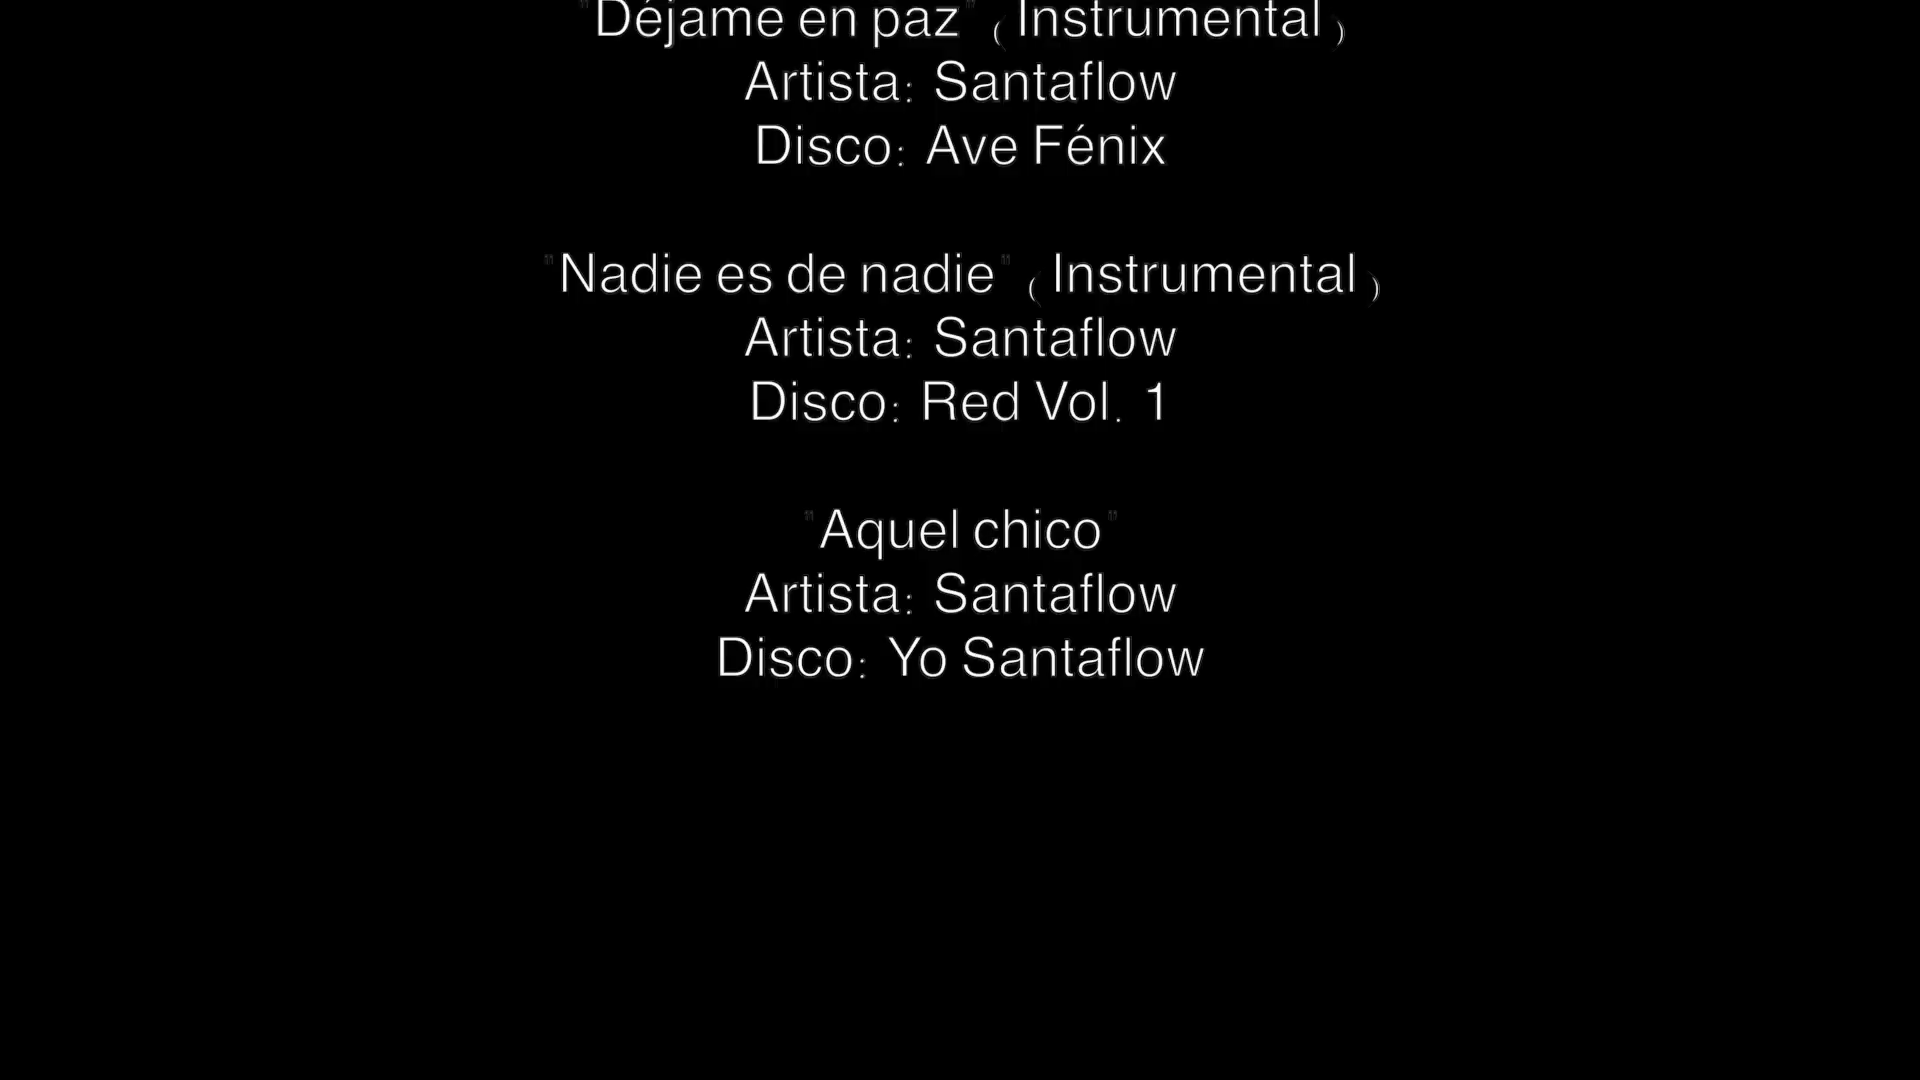 "Déjame en paz" (Instrumental)
Artista: Santaflow
Disco: Ave Fénix
"Nadie es de nadie" (Instrumental)
Artista: Santaflow
Disco: Red Vol. 1
"Aquel chico"
Artista: Santaflow
Disco: Yo Santaflow